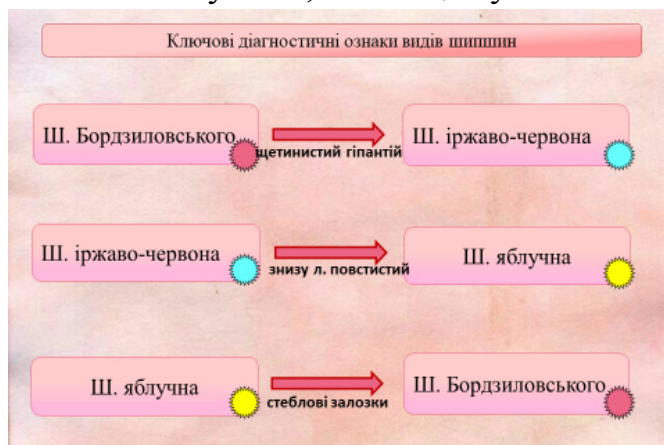 Ключові діагностичні ознаки видів шипшин
Ш. Бордзиловського
щетинистий гіпантій
Ш. іржаво-червона
Ш. іржаво-червона
знизу л. повстистий
Ш. яблучна
Ш. яблучна
стеблові залозки
Ш. Бордзиловського